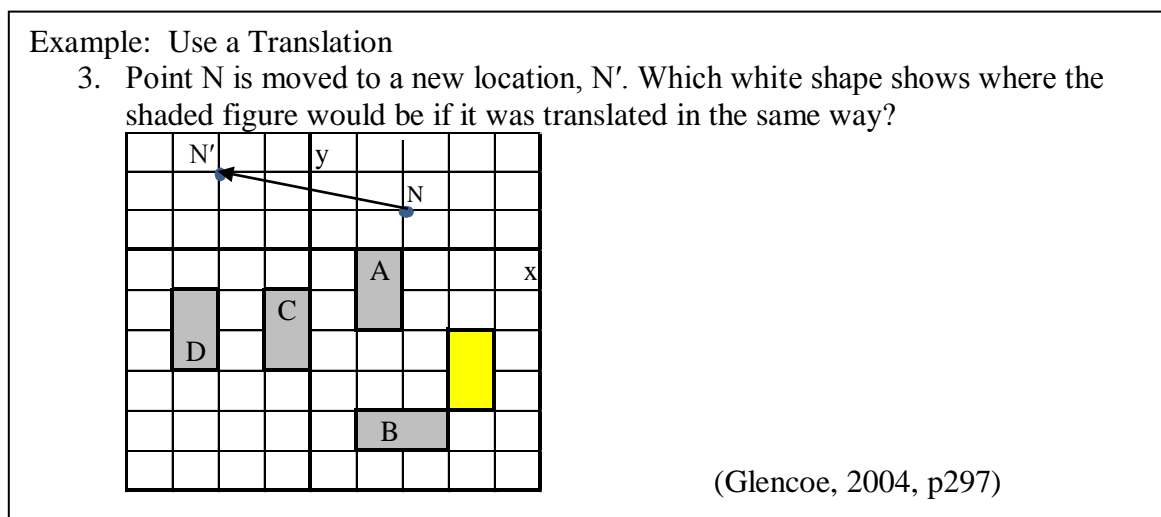 Example: Use a Translation
3. Point N is moved to a new location, N′. Which white shape shows where the
shaded figure would be if it was translated in the same way?
N′
y
N
A
x
C
D
B
(Glencoe, 2004, p297)